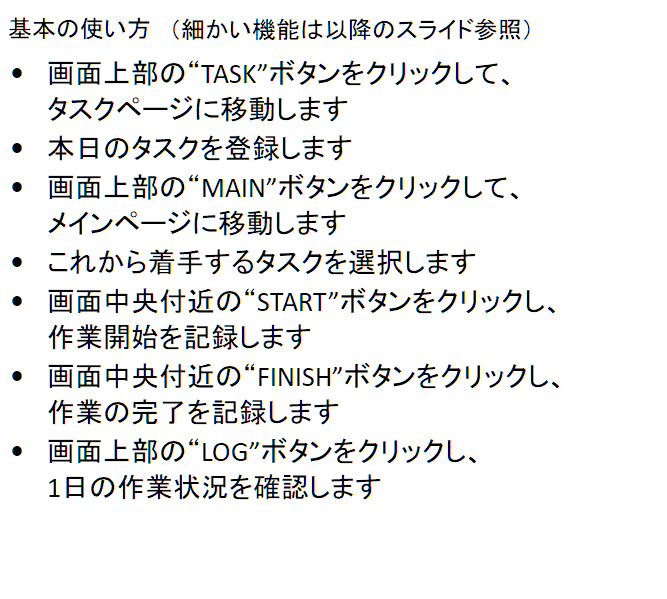 基本の使い方 （細かい機能は以降のスライド参照）
• 画面上部の“TASK”ボタンをクリックして、
タスクページに移動します
• 本日のタスクを登録します
• 画面上部の“MAIN”ボタンをクリックして、
メインページに移動します
• これから着手するタスクを選択します
• 画面中央付近の“START”ボタンをクリックし、
作業開始を記録します
• 画面中央付近の“FINISH”ボタンをクリックし、
作業の完了を記録します
• 画面上部の“LOG”ボタンをクリックし、
1日の作業状況を確認します